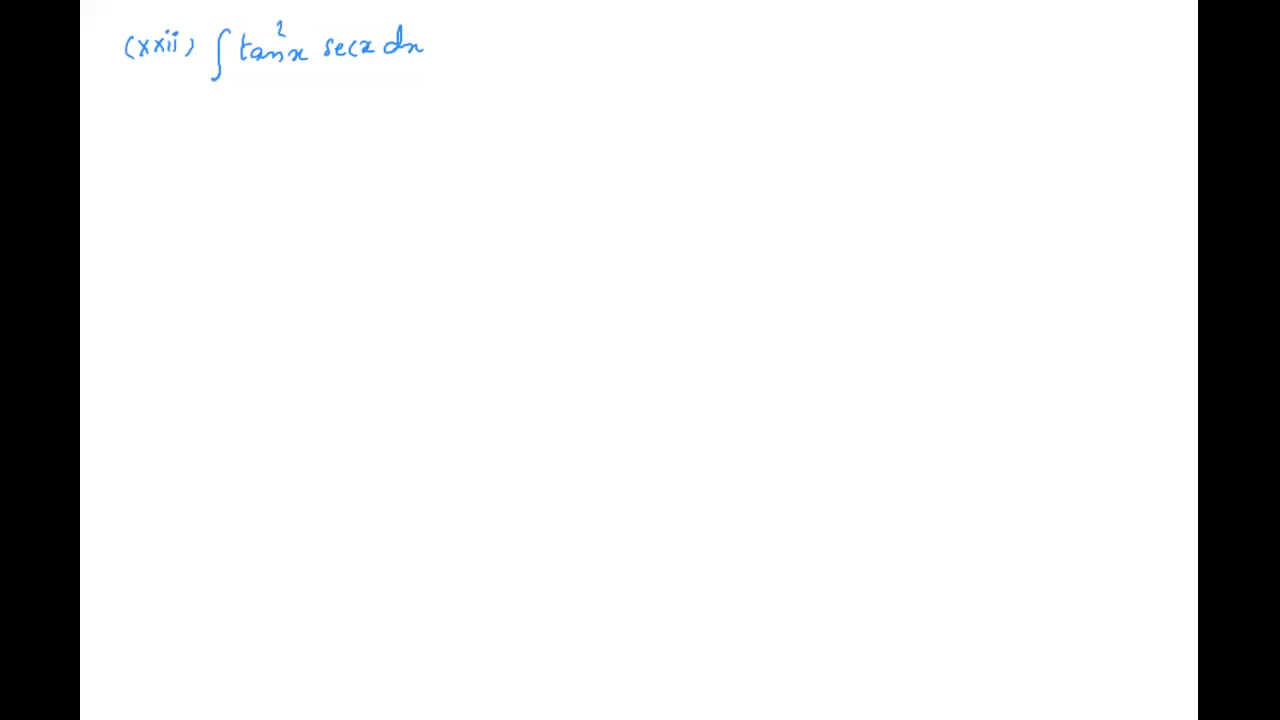 (xxii) ∫ tan²x secx dx